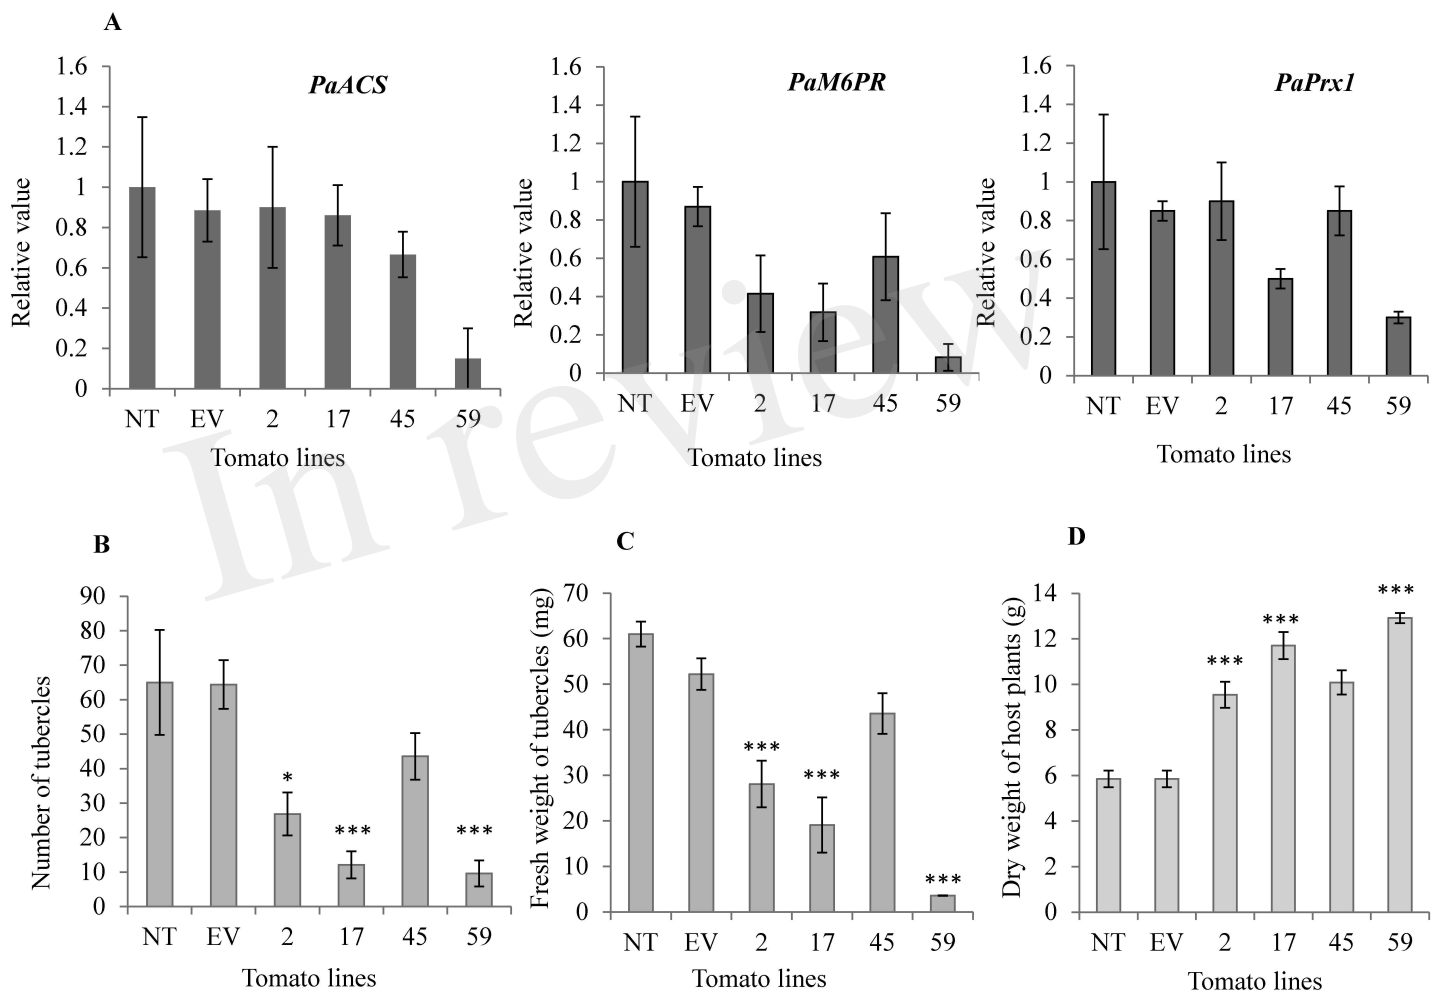 A
PaACS
1.6
1.4
1.2
1
0.8
0.6
0.4
0.2
0
Relative value
NT EV 2 17 45 59
Tomato lines
PaM6PR
1.6
1.4
1.2
1
0.8
0.6
0.4
0.2
0
Relative value
NT EV 2 17 45 59
Tomato lines
PaPrx1
1.6
1.4
1.2
1
0.8
0.6
0.4
0.2
0
Relative value
NT EV 2 17 45 59
Tomato lines
In review
B
90
80
70
60
50
40
30
20
10
0
Number of tubercles
* *** ***
NT EV 2 17 45 59
Tomato lines
C
70
60
50
40
30
20
10
0
Fresh weight of tubercles (mg)
*** *** ***
NT EV 2 17 45 59
Tomato lines
D
14
12
10
8
6
4
2
0
Dry weight of host plants (g)
*** *** ***
NT EV 2 17 45 59
Tomato lines